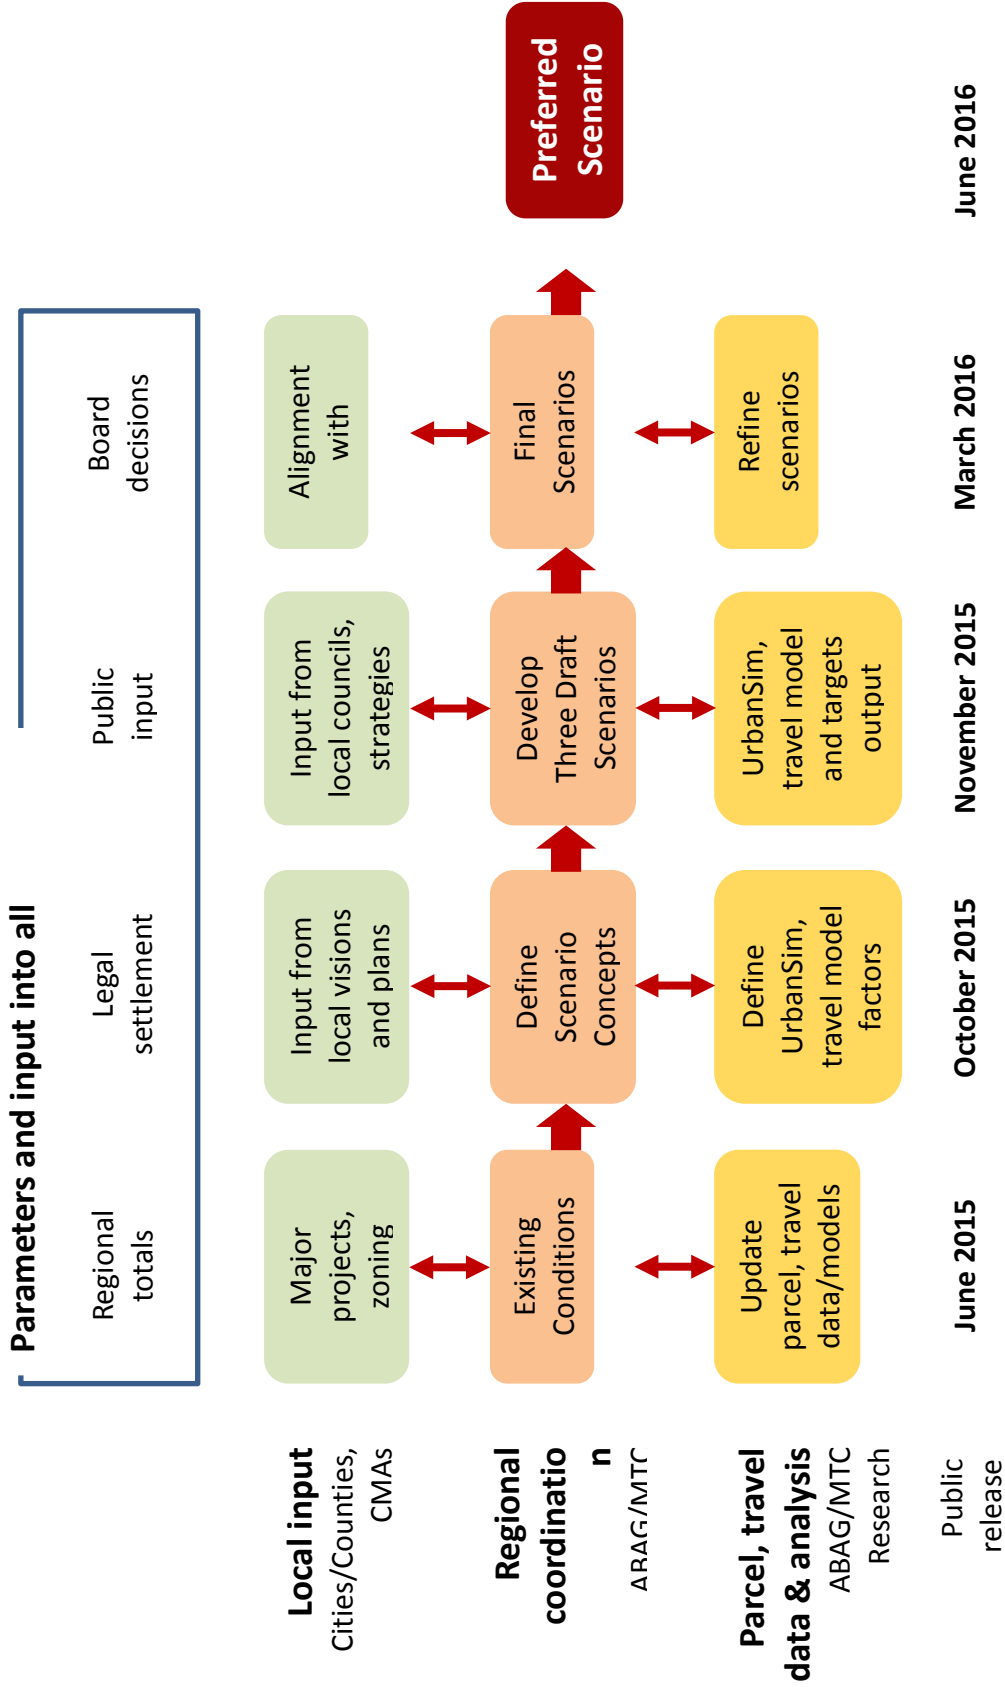 Parameters and input into all
Regional
totals
Legal
settlement
Public
input
Board
decisions
Local input
Cities/Counties,
CMAs
Major
projects,
zoning
Input from
local visions
and plans
Input from
local councils,
strategies
Alignment
with
Regional
coordinatio
n
ABAG/MTC
Existing
Conditions
Define
Scenario
Concepts
Develop
Three Draft
Scenarios
Final
Scenarios
Preferred
Scenario
Parcel, travel
data & analysis
ABAG/MTC
Research
Update
parcel, travel
data/models
Define
UrbanSim,
travel model
factors
UrbanSim,
travel model
and targets
output
Refine
scenarios
Public
release
June 2015
October 2015
November 2015
March 2016
June 2016